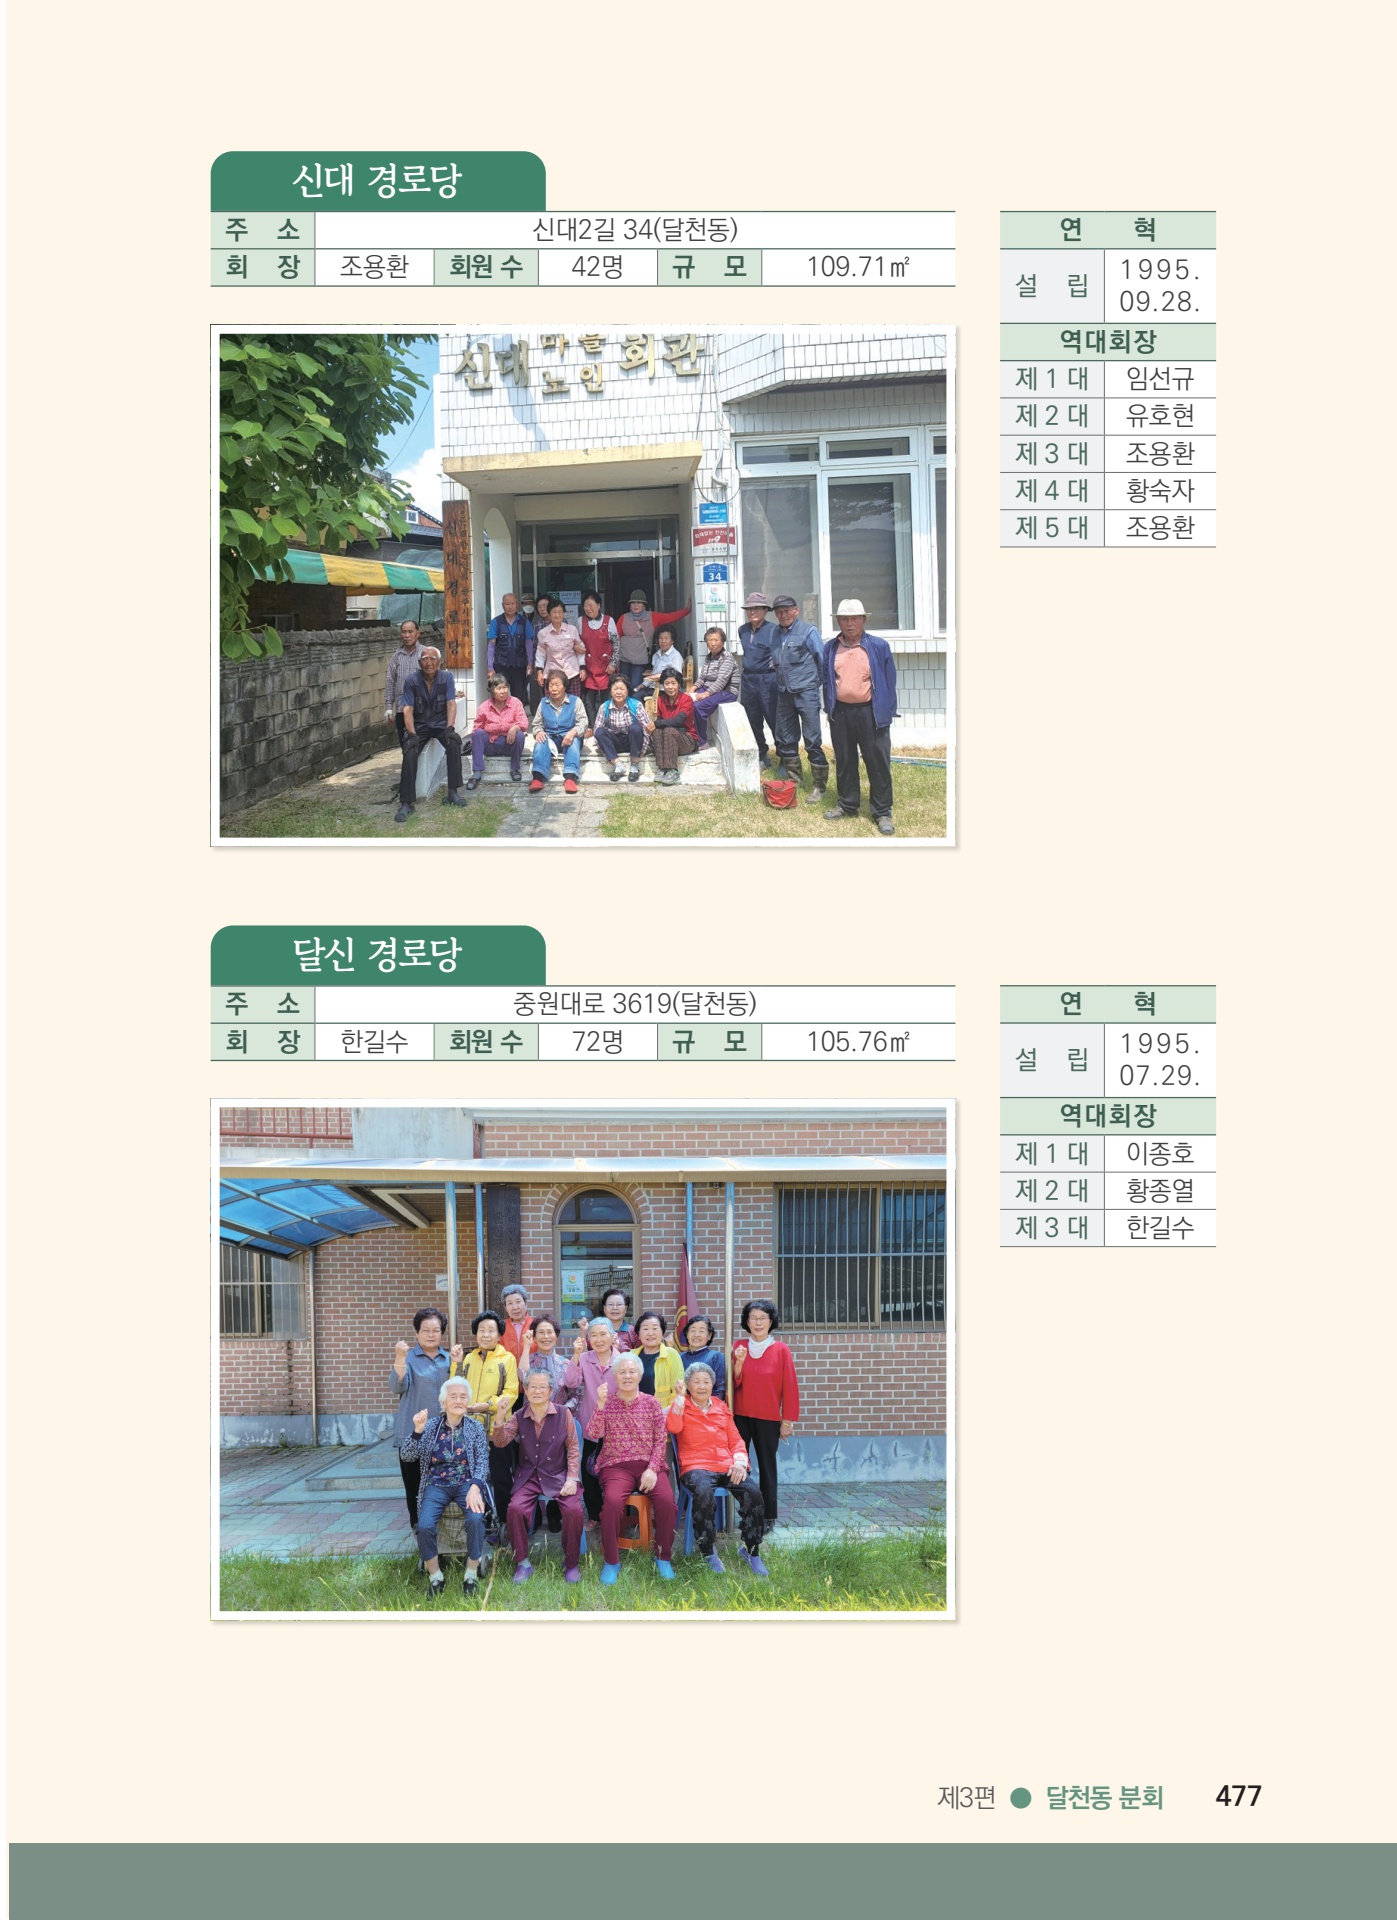 신대 경로당
주 소 신대2길 34(달천동)
회 장 조용환 회원 수 42명 규 모 109.71㎡
연 혁
설 립 1995. 09.28.
역대회장
제 1 대 임선규
제 2 대 유호현
제 3 대 조용환
제 4 대 황숙자
제 5 대 조용환
신대 마을 노인 회관
신대경로당
34
달신 경로당
주 소 중원대로 3619(달천동)
회 장 한길수 회원 수 72명 규 모 105.76㎡
연 혁
설 립 1995. 07.29.
역대회장
제 1 대 이종호
제 2 대 황종열
제 3 대 한길수
제3편 ● 달천동 분회 477